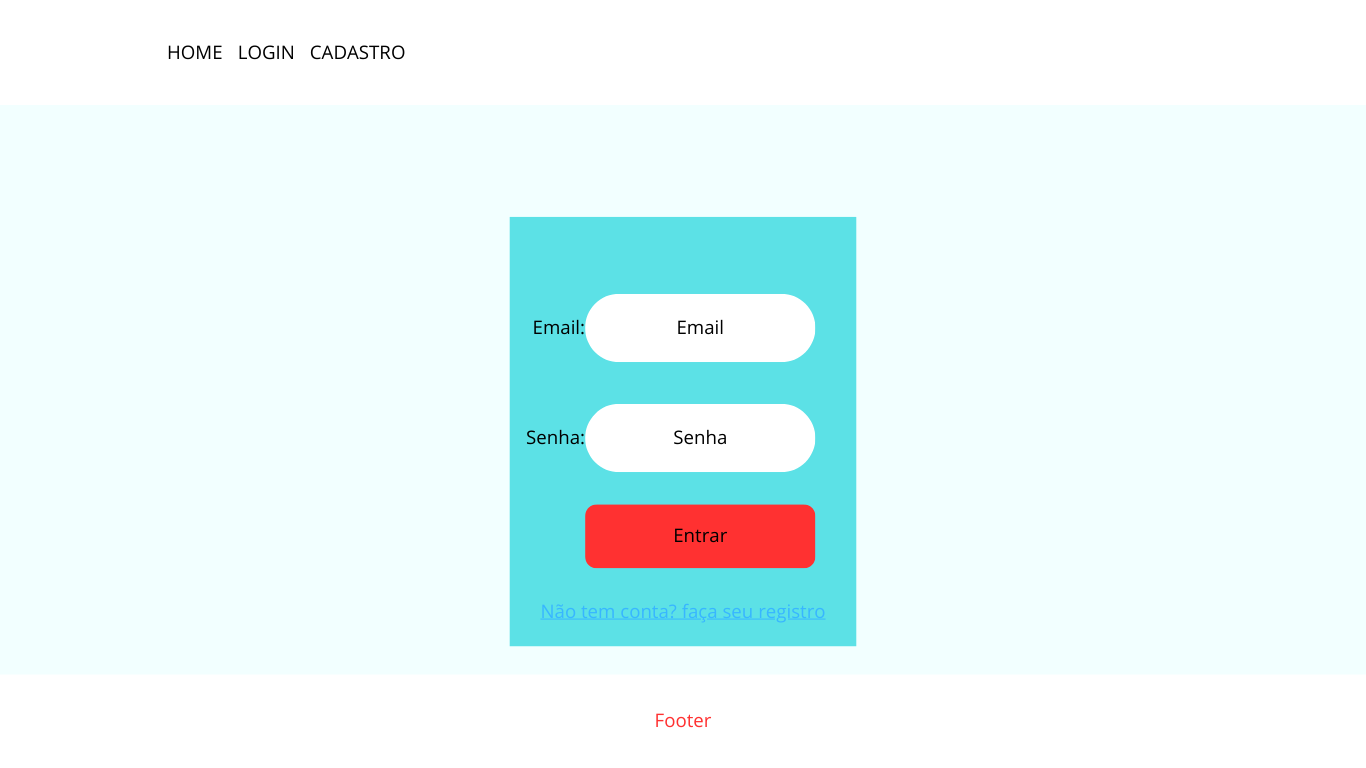 HOME LOGIN CADASTRO
Email: Email
Senha: Senha
Entrar
Não tem conta? faça seu registro
Footer